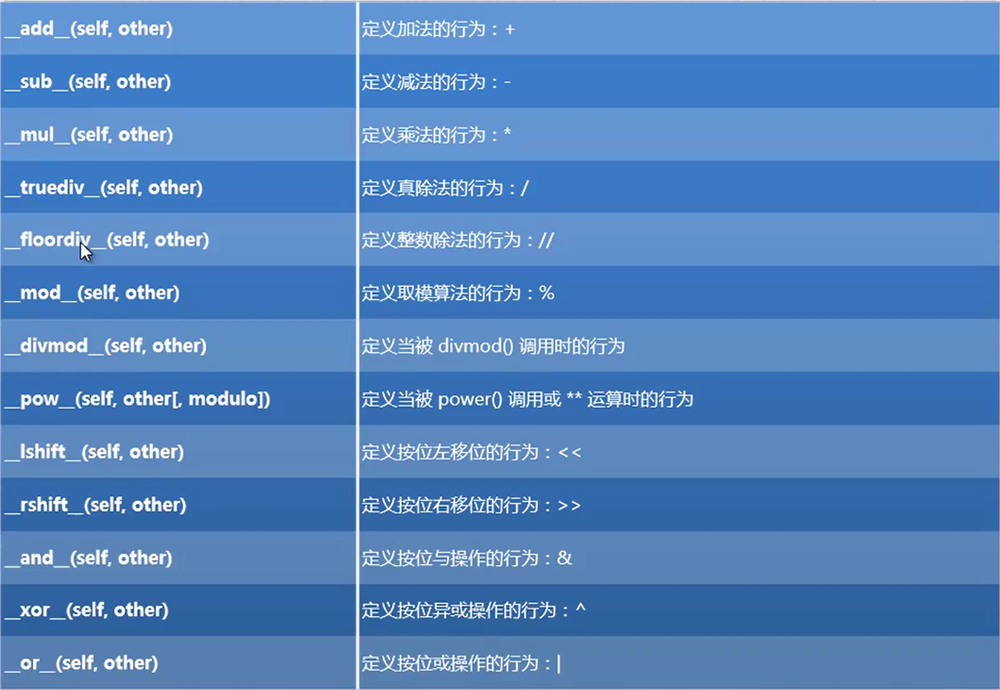 __add__(self, other) 定义加法的行为：+
__sub__(self, other) 定义减法的行为：-
__mul__(self, other) 定义乘法的行为：*
__truediv__(self, other) 定义真除法的行为：/
__floordiv__(self, other) 定义整数除法的行为：//
__mod__(self, other) 定义取模算法的行为：%
__divmod__(self, other) 定义当被 divmod() 调用时的行为
__pow__(self, other[, modulo]) 定义当被 power() 调用或 ** 运算时的行为
__lshift__(self, other) 定义按位左移位的行为：<<
__rshift__(self, other) 定义按位右移位的行为：>>
__and__(self, other) 定义按位与操作的行为：&
__xor__(self, other) 定义按位异或操作的行为：^
__or__(self, other) 定义按位或操作的行为：|